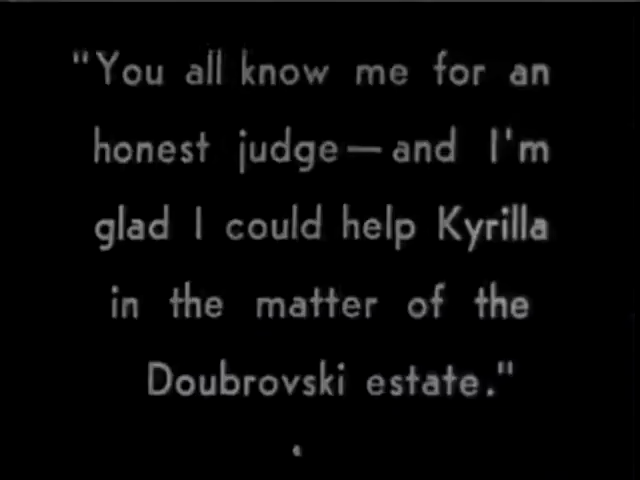 "You all know me for an
honest judge—and I'm
glad I could help Kyrilla
in the matter of the
Doubrovski estate."